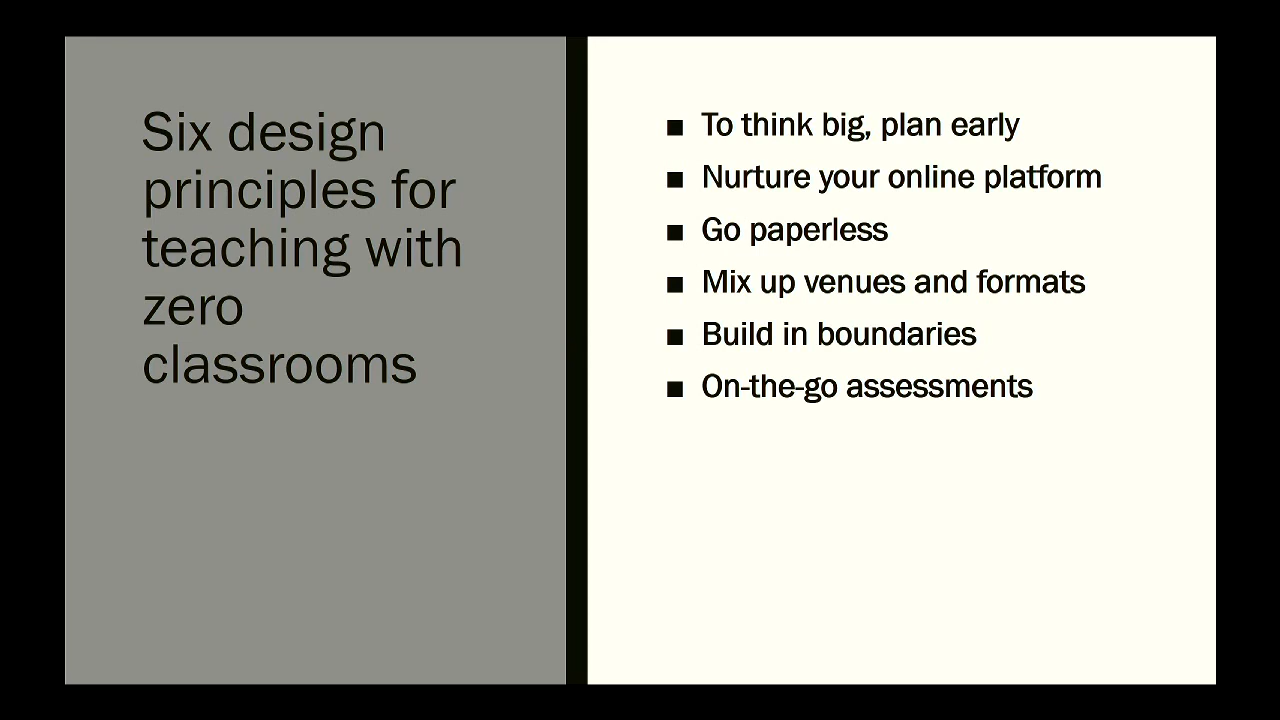 Six design
principles for
teaching with
zero
classrooms
■ To think big, plan early
■ Nurture your online platform
■ Go paperless
■ Mix up venues and formats
■ Build in boundaries
■ On-the-go assessments